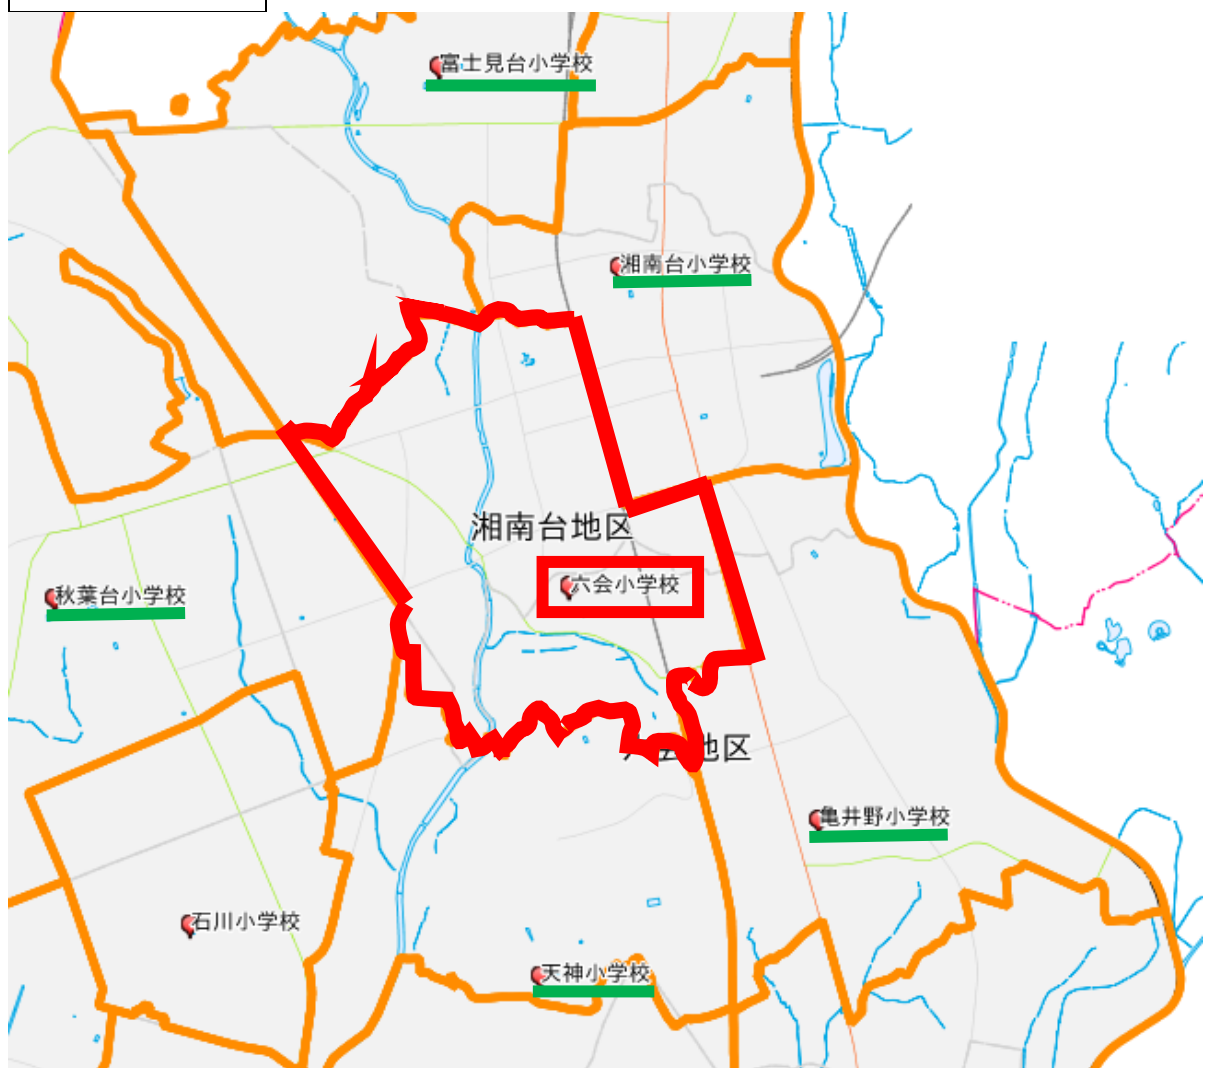 富士見台小学校
湘南台小学校
湘南台地区
六会小学校
秋葉台小学校
六会地区
亀井野小学校
石川小学校
天神小学校